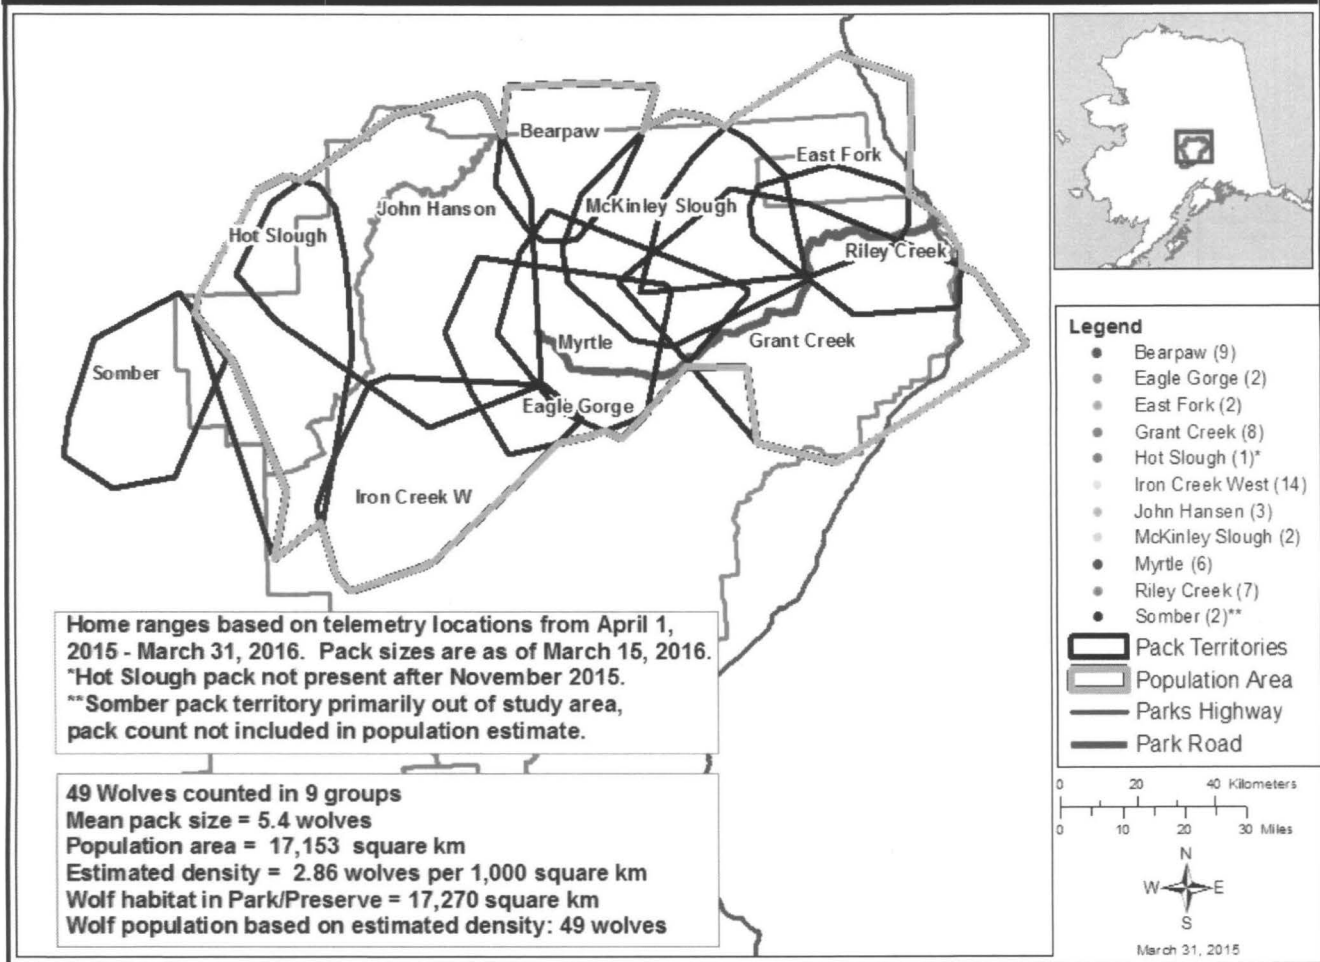 Bearpaw
East Fork
John Hanson
McKinley Slough
Hot Slough
Riley Creek
Myrtle
Grant Creek
Somber
Eagle Gorge
Iron Creek W
Home ranges based on telemetry locations from April 1,
2015 - March 31, 2016. Pack sizes are as of March 15, 2016.
*Hot Slough pack not present after November 2015.
**Somber pack territory primarily out of study area,
pack count not included in population estimate.
49 Wolves counted in 9 groups
Mean pack size = 5.4 wolves
Population area = 17,153 square km
Estimated density = 2.86 wolves per 1,000 square km
Wolf habitat in Park/Preserve = 17,270 square km
Wolf population based on estimated density: 49 wolves
Legend
Bearpaw (9)
Eagle Gorge (2)
East Fork (2)
Grant Creek (8)
Hot Slough (1)*
Iron Creek West (14)
John Hansen (3)
McKinley Slough (2)
Myrtle (6)
Riley Creek (7)
Somber (2)**
Pack Territories
Population Area
Parks Highway
Park Road
0 20 40 Kilometers
0 10 20 30 Miles
N
W E
S
March 31, 2015